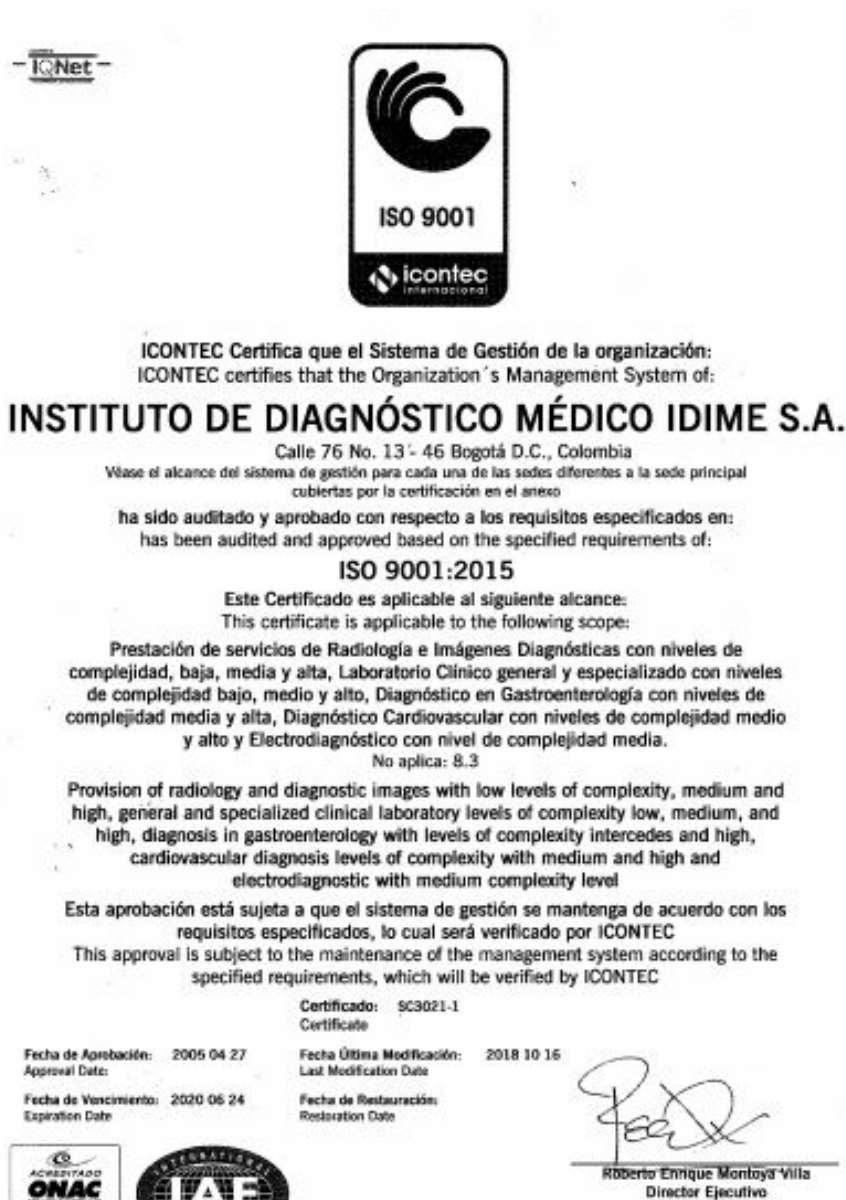 IQNet
ISO 9001
icontec
internacional
ICONTEC Certifica que el Sistema de Gestión de la organización:
ICONTEC certifies that the Organization´s Management System of:
INSTITUTO DE DIAGNÓSTICO MÉDICO IDIME S.A.
Calle 76 No. 13 - 46 Bogotá D.C., Colombia
Véase el alcance del sistema de gestión para cada una de las sedes diferentes a la sede principal
cubiertas por la certificación en el anexo
ha sido auditado y aprobado con respecto a los requisitos especificados en:
has been audited and approved based on the specified requirements of:
ISO 9001:2015
Este Certificado es aplicable al siguiente alcance:
This certificate is applicable to the following scope:
Prestación de servicios de Radiología e Imágenes Diagnósticas con niveles de
complejidad, baja, media y alta, Laboratorio Clínico general y especializado con niveles
de complejidad bajo, medio y alto, Diagnóstico en Gastroenterología con niveles de
complejidad media y alta, Diagnóstico Cardiovascular con niveles de complejidad medio
y alto y Electrodiagnóstico con nivel de complejidad media.
No aplica: 8.3
Provision of radiology and diagnostic images with low levels of complexity, medium and
high, general and specialized clinical laboratory levels of complexity low, medium, and
high, diagnosis in gastroenterology with levels of complexity intercedes and high,
cardiovascular diagnosis levels of complexity with medium and high and
electrodiagnostic with medium complexity level
Esta aprobación está sujeta a que el sistema de gestión se mantenga de acuerdo con los
requisitos especificados, lo cual será verificado por ICONTEC
This approval is subject to the maintenance of the management system according to the
specified requirements, which will be verified by ICONTEC
Certificado: SC3021-1
Certificate
Fecha de Aprobación: 2005 04 27
Approval Date:
Fecha Última Modificación: 2018 10 16
Last Modification Date
Fecha de Vencimiento: 2020 06 24
Expiration Date
Fecha de Restauración:
Restoration Date
Roberto Enrique Montoya Villa
Director Ejecutivo
ACREDITADO
ONAC
INTERNATIONAL
IAF